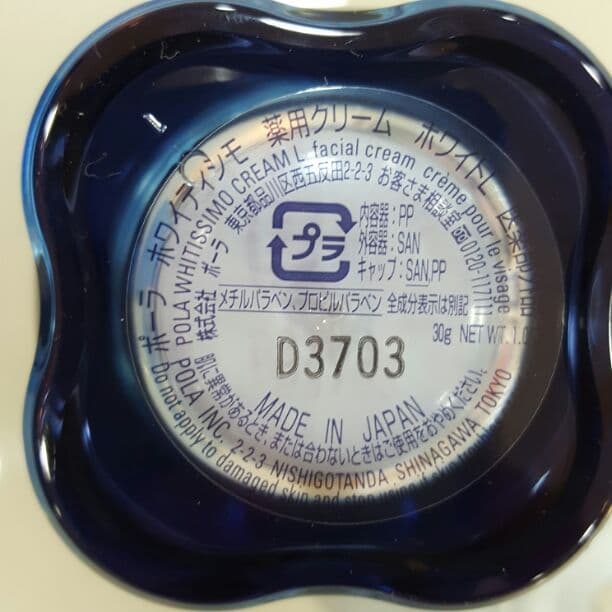 ポーラ ホワイティシモ 薬用クリーム ホワイトL 医薬部外品
POLA WHITISSIMO CREAM L facial cream crème pour le visage
株式会社 ポーラ 東京都品川区西五反田2-2-3 お客さま相談室 0120-117111
プラ
内容器:PP
外容器:SAN
キャップ:SAN,PP
メチルパラベン、プロピルパラベン 全成分表示は別記
30g NET WT. 1.0
D3703
MADE IN JAPAN
に異常があるとき、または合わないときはご使用をおやめください。
POLA INC. 2-2-3 NISHIGOTANDA SHINAGAWA TOKYO
Do not apply to damaged skin and stop using